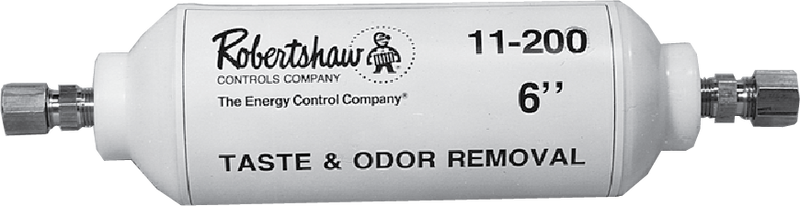 Robertshaw
CONTROLS COMPANY
The Energy Control Company®
11-200
6’’
TASTE & ODOR REMOVAL